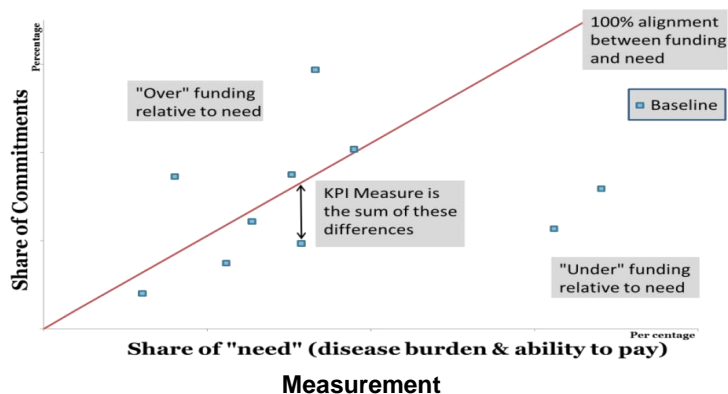 Percentage
100% alignment
between funding
and need
"Over" funding
relative to need
Baseline
Share of Commitments
KPI Measure is
the sum of these
differences
"Under" funding
relative to need
Per centage
Share of "need" (disease burden & ability to pay)
Measurement